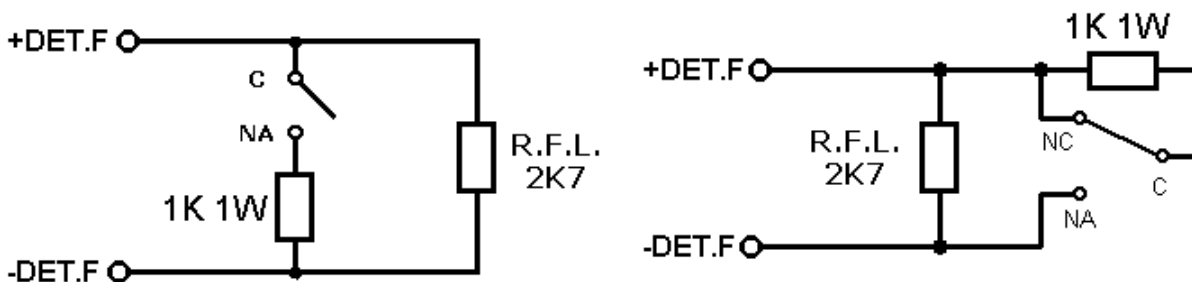 +DET.F
C
NA
1K 1W
-DET.F
R.F.L.
2K7
1K 1W
+DET.F
R.F.L.
2K7
NC
C
NA
-DET.F